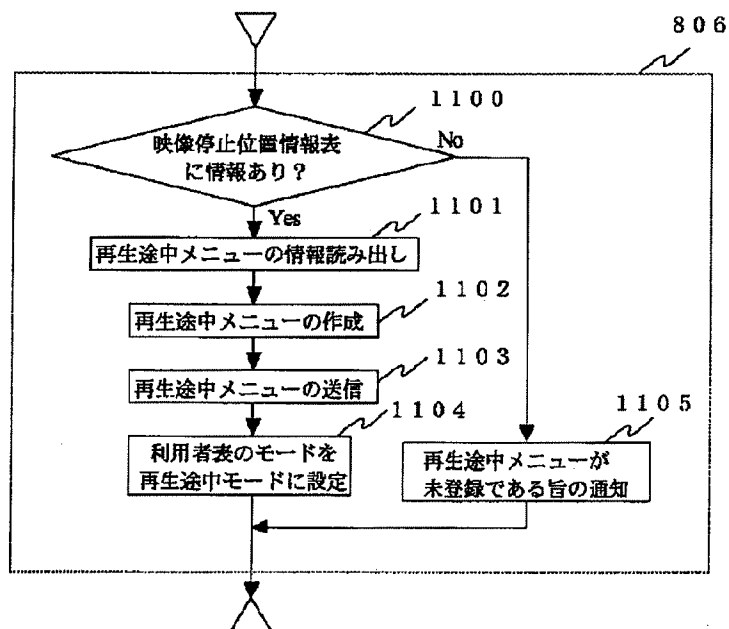 ８０６
１１００
映像停止位置情報表
に情報あり？
No
Yes
１１０１
再生途中メニューの情報読み出し
１１０２
再生途中メニューの作成
１１０３
再生途中メニューの送信
１１０４
利用者表のモードを
再生途中モードに設定
１１０５
再生途中メニューが
未登録である旨の通知